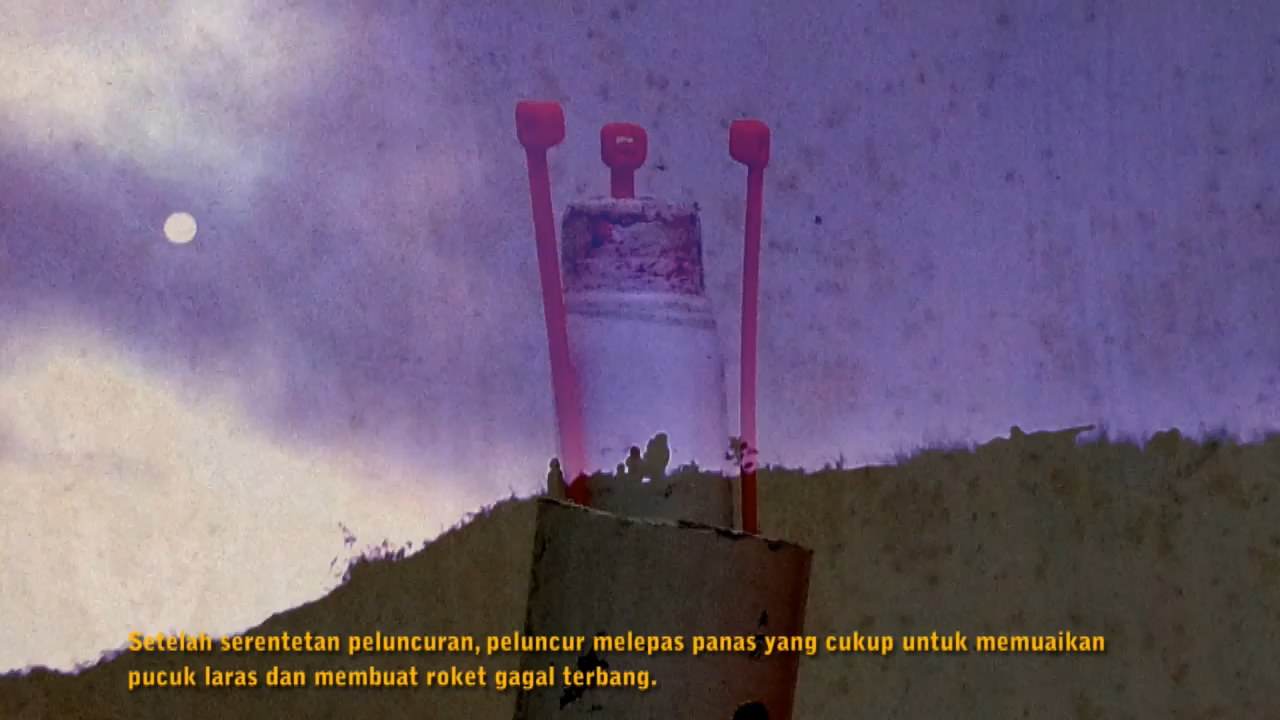 Setelah serentetan peluncuran, peluncur melepas panas yang cukup untuk memuaikan
pucuk laras dan membuat roket gagal terbang.